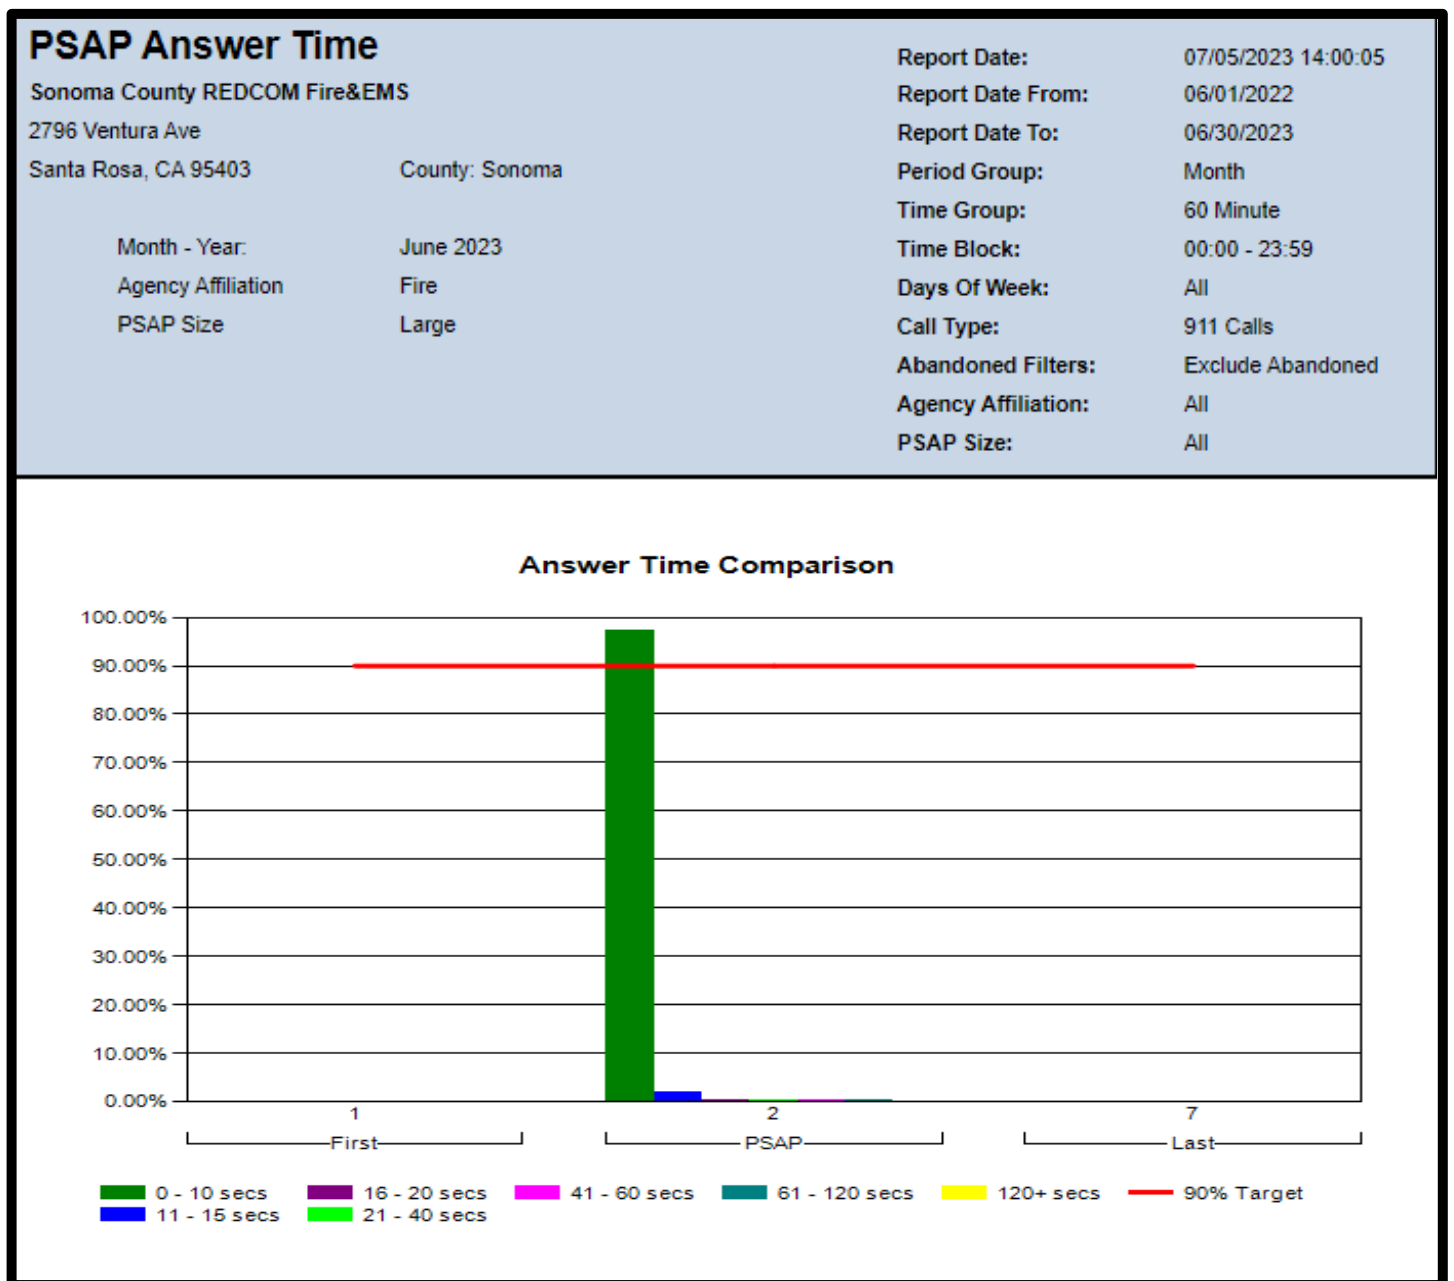 PSAP Answer Time
Sonoma County REDCOM Fire&EMS
2796 Ventura Ave
Santa Rosa, CA 95403 County: Sonoma
Month - Year: June 2023
Agency Affiliation Fire
PSAP Size Large
Report Date: 07/05/2023 14:00:05
Report Date From: 06/01/2022
Report Date To: 06/30/2023
Period Group: Month
Time Group: 60 Minute
Time Block: 00:00 - 23:59
Days Of Week: All
Call Type: 911 Calls
Abandoned Filters: Exclude Abandoned
Agency Affiliation: All
PSAP Size: All
Answer Time Comparison
100.00%
90.00%
80.00%
70.00%
60.00%
50.00%
40.00%
30.00%
20.00%
10.00%
0.00%
1 2 7
First PSAP Last
0 - 10 secs 16 - 20 secs 41 - 60 secs 61 - 120 secs 120+ secs 90% Target
11 - 15 secs 21 - 40 secs